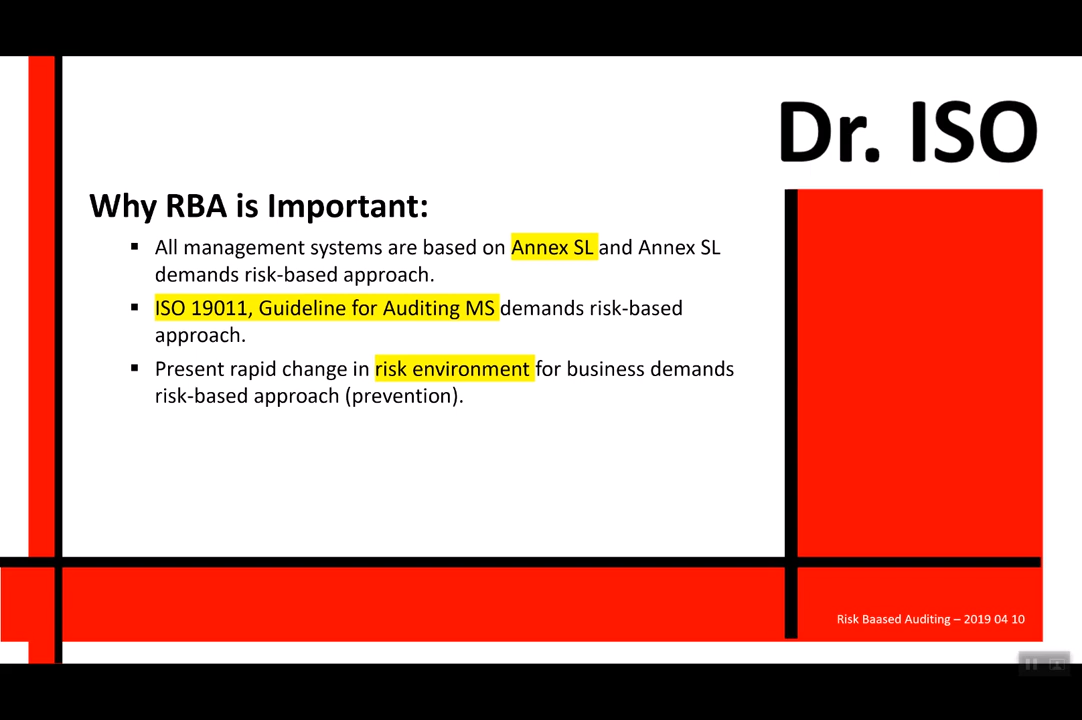 Dr. ISO
Why RBA is Important:
▪ All management systems are based on Annex SL and Annex SL
demands risk-based approach.
▪ ISO 19011, Guideline for Auditing MS demands risk-based
approach.
▪ Present rapid change in risk environment for business demands
risk-based approach (prevention).
Risk Baased Auditing – 2019 04 10